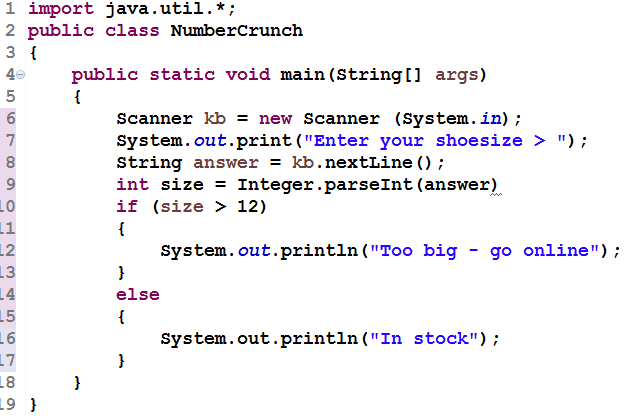 1 import java.util.*;
2 public class NumberCrunch
3 {
4 public static void main(String[] args)
5 {
6 Scanner kb = new Scanner (System.in);
7 System.out.print("Enter your shoesize > ");
8 String answer = kb.nextLine();
9 int size = Integer.parseInt(answer)
10 if (size > 12)
11 {
12 System.out.println("Too big - go online");
13 }
14 else
15 {
16 System.out.println("In stock");
17 }
18 }
19 }